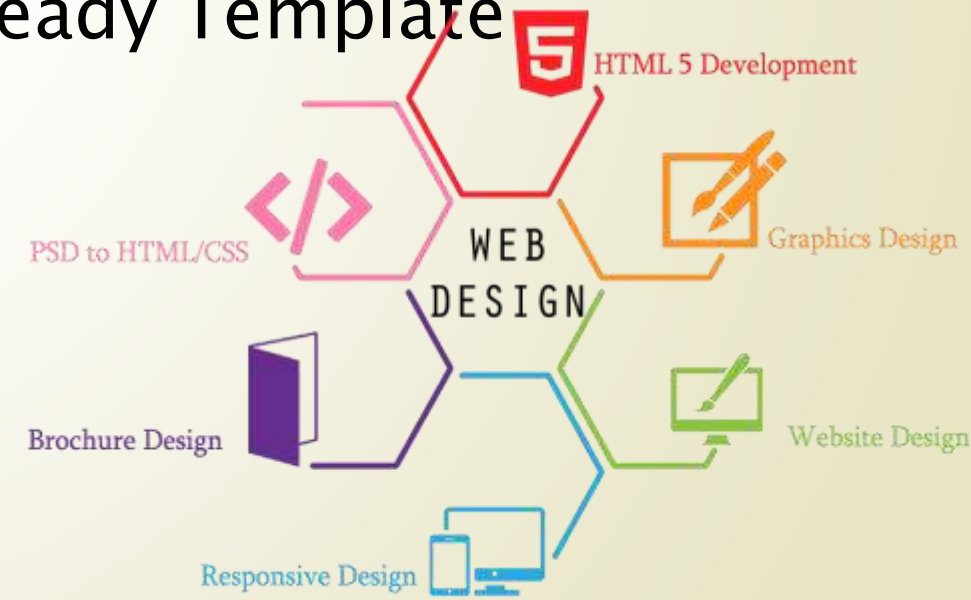 eady Template
5
HTML 5 Development
Graphics Design
PSD to HTML/CSS
WEB
DESIGN
Brochure Design
Website Design
Responsive Design